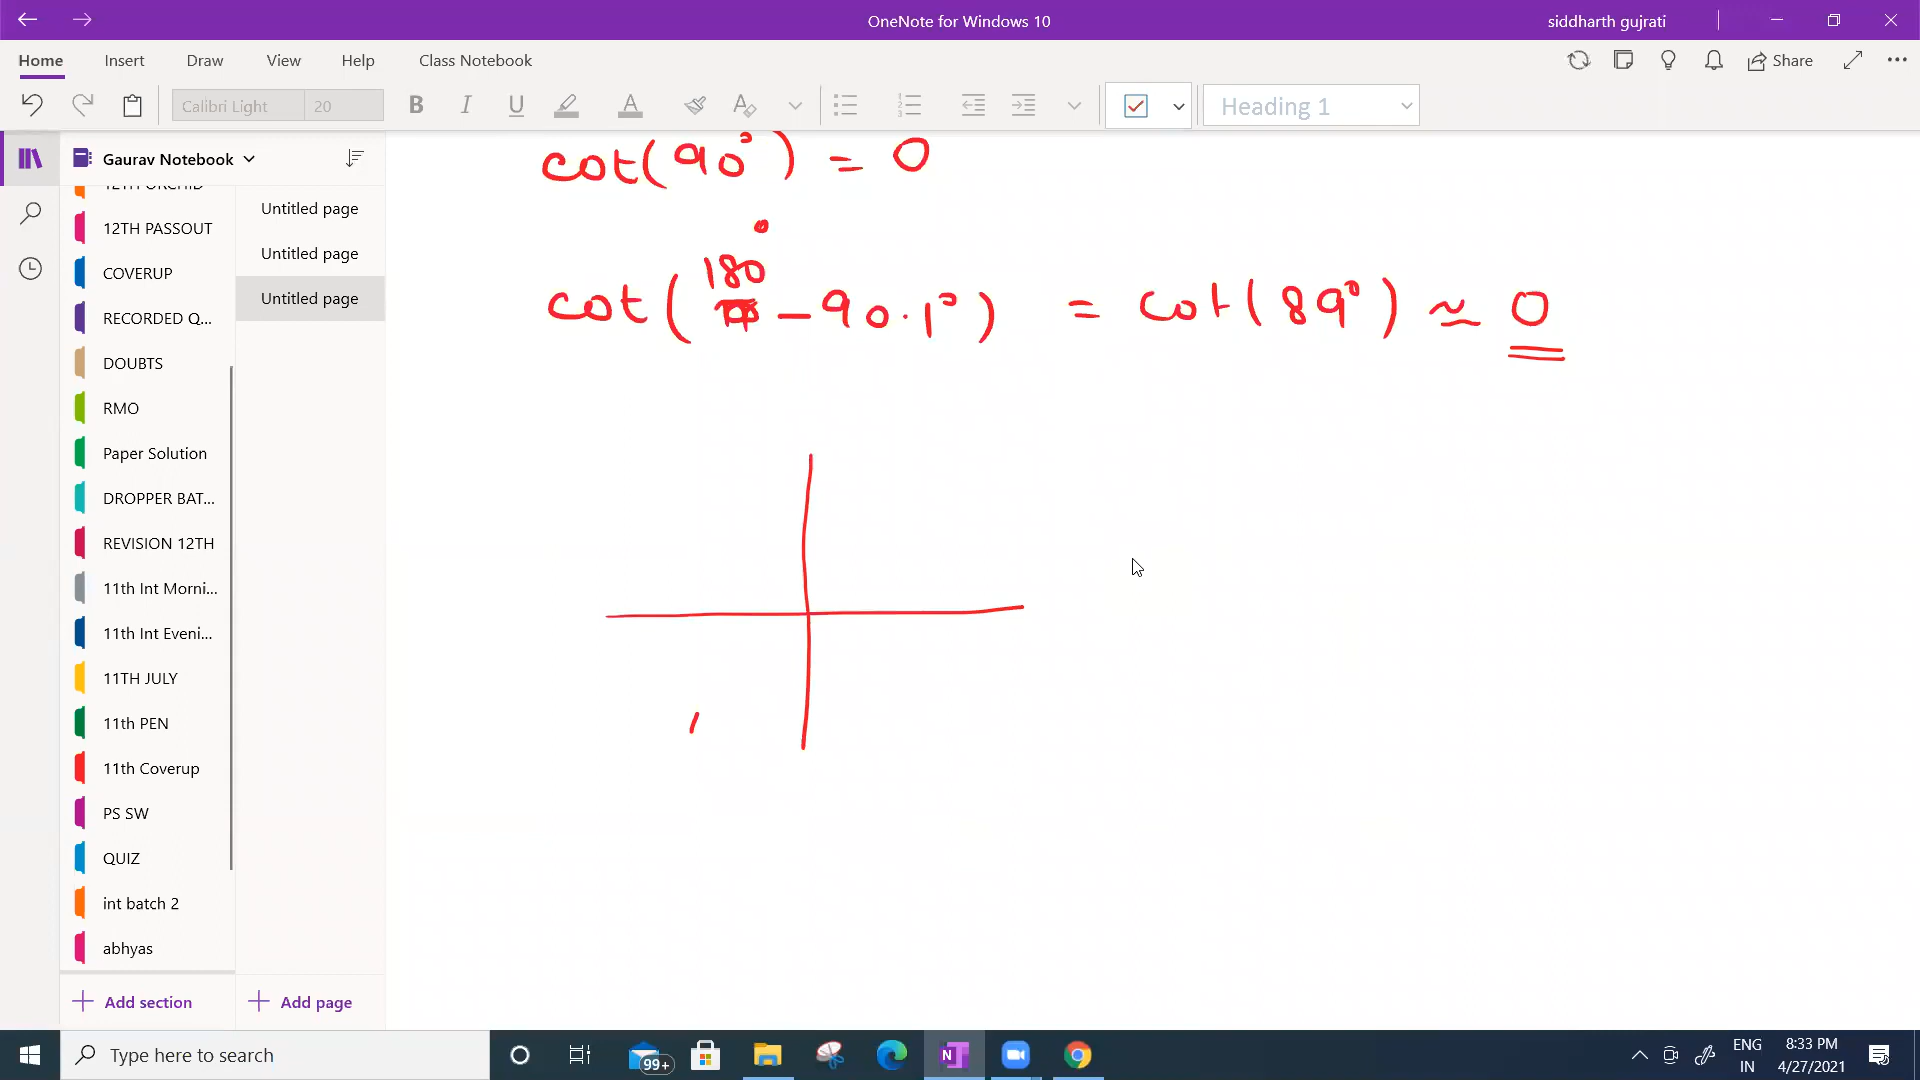 OneNote for Windows 10
siddharth gujrati
Home Insert Draw View Help Class Notebook
Share
Calibri Light 20
B I U A
Heading 1
Gaurav Notebook
12TH ORCHID
12TH PASSOUT
COVERUP
RECORDED Q...
DOUBTS
RMO
Paper Solution
DROPPER BAT...
REVISION 12TH
11th Int Morni...
11th Int Eveni...
11TH JULY
11th PEN
11th Coverup
PS SW
QUIZ
int batch 2
abhyas
Add section
Untitled page
Untitled page
Untitled page
Add page
cot(90°) = 0
cot(180° - 90.1°) = cot(89°) ≃ 0
Type here to search
99+
N
ENG
IN
8:33 PM
4/27/2021